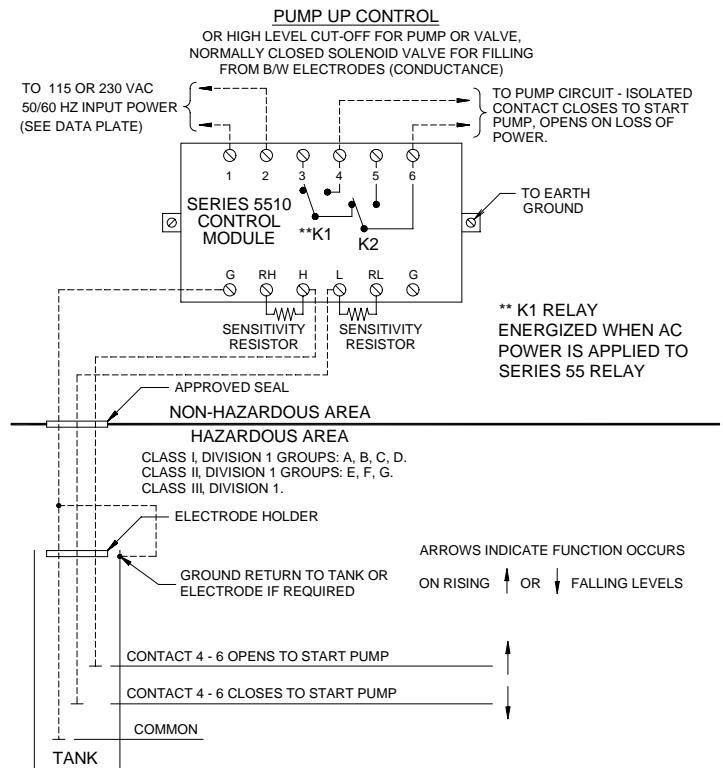 PUMP UP CONTROL
OR HIGH LEVEL CUT-OFF FOR PUMP OR VALVE,
NORMALLY CLOSED SOLENOID VALVE FOR FILLING
FROM B/W ELECTRODES (CONDUCTANCE)
TO 115 OR 230 VAC
50/60 HZ INPUT POWER
(SEE DATA PLATE)
TO PUMP CIRCUIT - ISOLATED
CONTACT CLOSES TO START
PUMP, OPENS ON LOSS OF
POWER.
1 2 3 4 5 6
SERIES 5510
CONTROL
MODULE
**K1
K2
TO EARTH
GROUND
G RH H L RL G
SENSITIVITY
RESISTOR
SENSITIVITY
RESISTOR
** K1 RELAY
ENERGIZED WHEN AC
POWER IS APPLIED TO
SERIES 55 RELAY
APPROVED SEAL
NON-HAZARDOUS AREA
HAZARDOUS AREA
CLASS I, DIVISION 1 GROUPS: A, B, C, D.
CLASS II, DIVISION 1 GROUPS: E, F, G.
CLASS III, DIVISION 1.
ELECTRODE HOLDER
GROUND RETURN TO TANK OR
ELECTRODE IF REQUIRED
ARROWS INDICATE FUNCTION OCCURS
ON RISING OR FALLING LEVELS
CONTACT 4 - 6 OPENS TO START PUMP
CONTACT 4 - 6 CLOSES TO START PUMP
COMMON
TANK